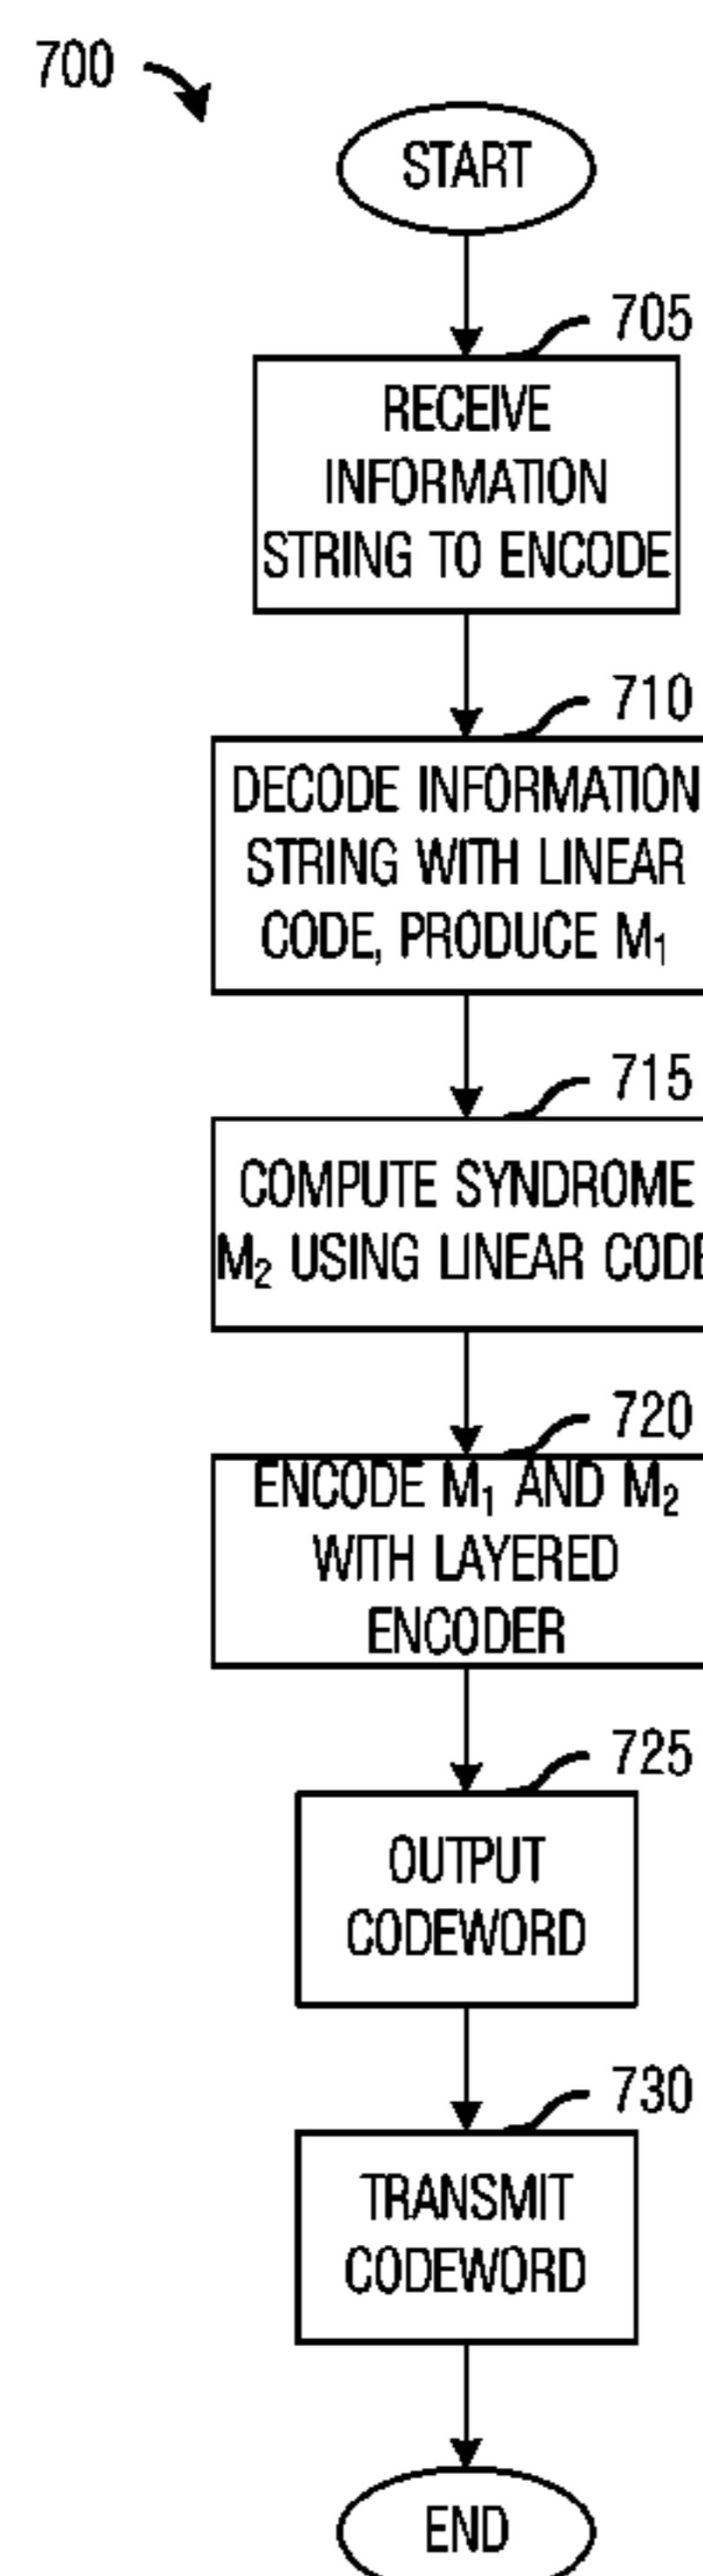 700
START
705
RECEIVE
INFORMATION
STRING TO ENCODE
710
DECODE INFORMATION
STRING WITH LINEAR
CODE, PRODUCE M₁
715
COMPUTE SYNDROME
M₂ USING LINEAR CODE
720
ENCODE M₁ AND M₂
WITH LAYERED
ENCODER
725
OUTPUT
CODEWORD
730
TRANSMIT
CODEWORD
END